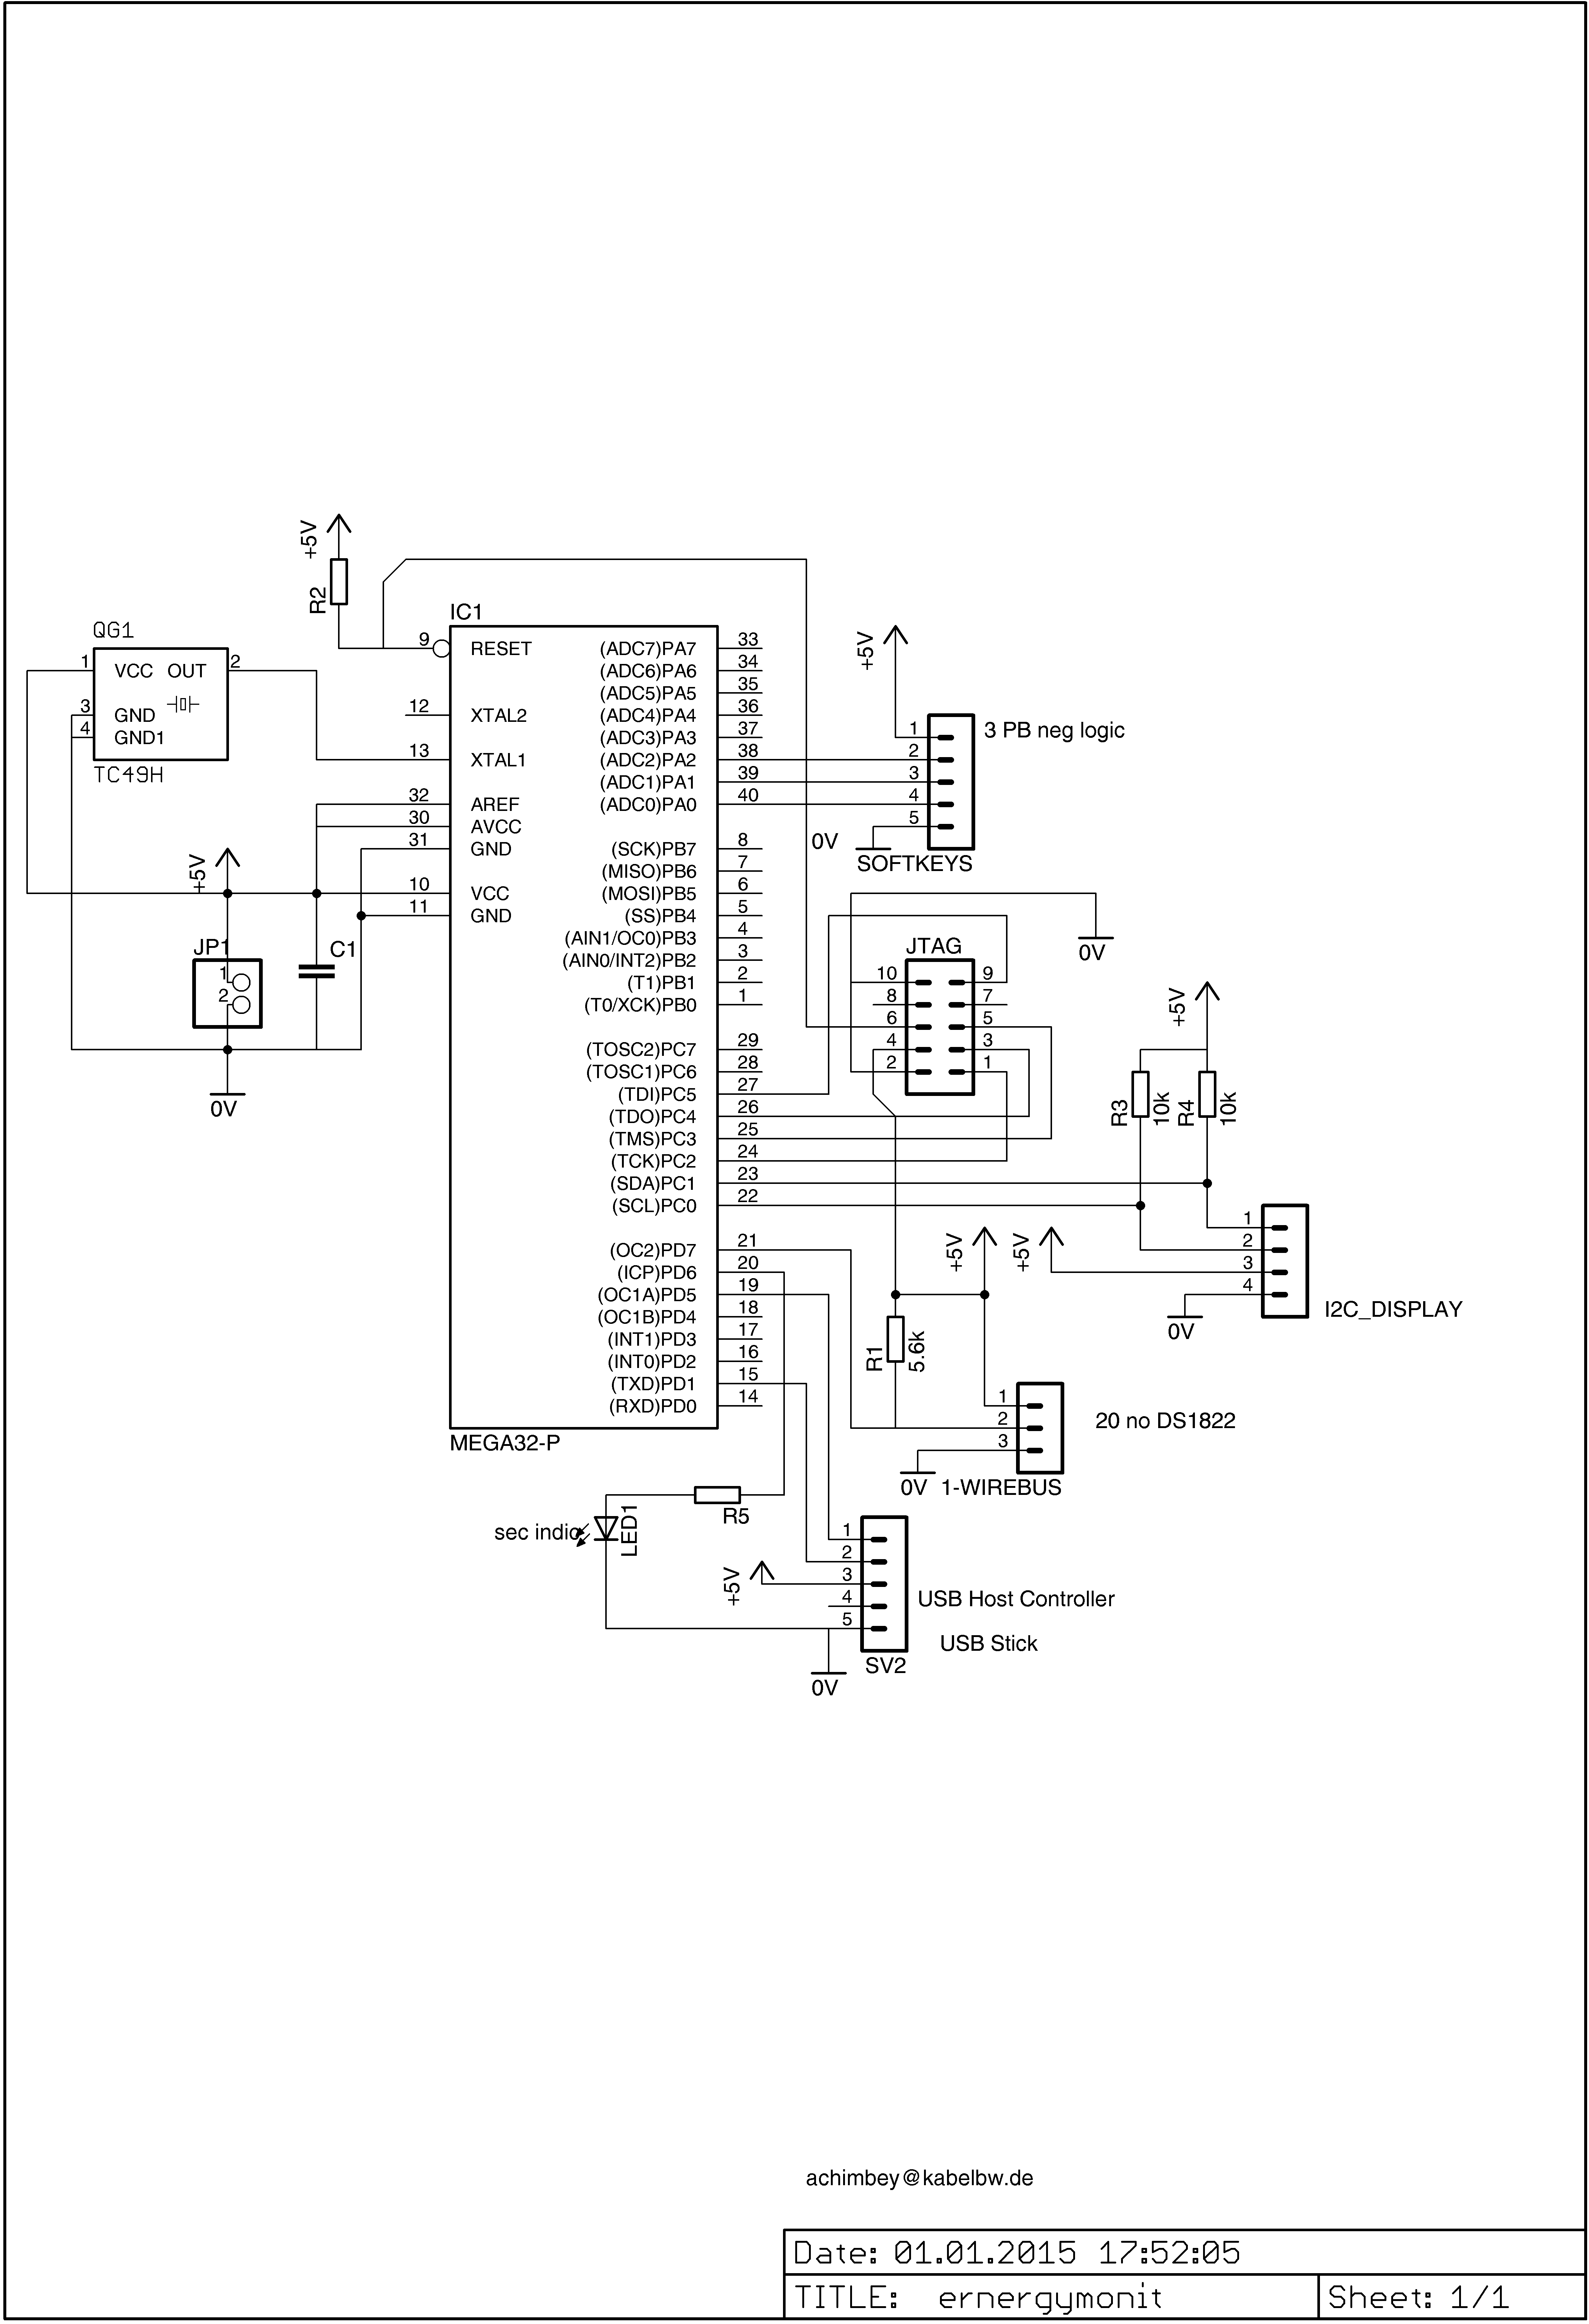 +5V
R2
IC1
QG1
1 VCC OUT 2
3 GND
4 GND1
TC49H
9 RESET
12 XTAL2
13 XTAL1
32 AREF
30 AVCC
31 GND
10 VCC
11 GND
+5V
JP1
1
2
C1
0V
(ADC7)PA7 33
(ADC6)PA6 34
(ADC5)PA5 35
(ADC4)PA4 36
(ADC3)PA3 37
(ADC2)PA2 38
(ADC1)PA1 39
(ADC0)PA0 40
(SCK)PB7 8
(MISO)PB6 7
(MOSI)PB5 6
(SS)PB4 5
(AIN1/OC0)PB3 4
(AIN0/INT2)PB2 3
(T1)PB1 2
(T0/XCK)PB0 1
(TOSC2)PC7 29
(TOSC1)PC6 28
(TDI)PC5 27
(TDO)PC4 26
(TMS)PC3 25
(TCK)PC2 24
(SDA)PC1 23
(SCL)PC0 22
(OC2)PD7 21
(ICP)PD6 20
(OC1A)PD5 19
(OC1B)PD4 18
(INT1)PD3 17
(INT0)PD2 16
(TXD)PD1 15
(RXD)PD0 14
MEGA32-P
+5V
3 PB neg logic
1
2
3
4
5
0V
SOFTKEYS
0V
JTAG
10 9
8 7
6 5
4 3
2 1
+5V
R3
10k
R4
10k
1
2
3
4
+5V
+5V
0V
I2C_DISPLAY
R1
5.6k
1
2
3
20 no DS1822
0V 1-WIREBUS
R5
sec indic
LED1
1
2
3
4
5
+5V
USB Host Controller
USB Stick
SV2
0V
achimbey@kabelbw.de
Date: 01.01.2015 17:52:05
TITLE: ernergymonit
Sheet: 1/1